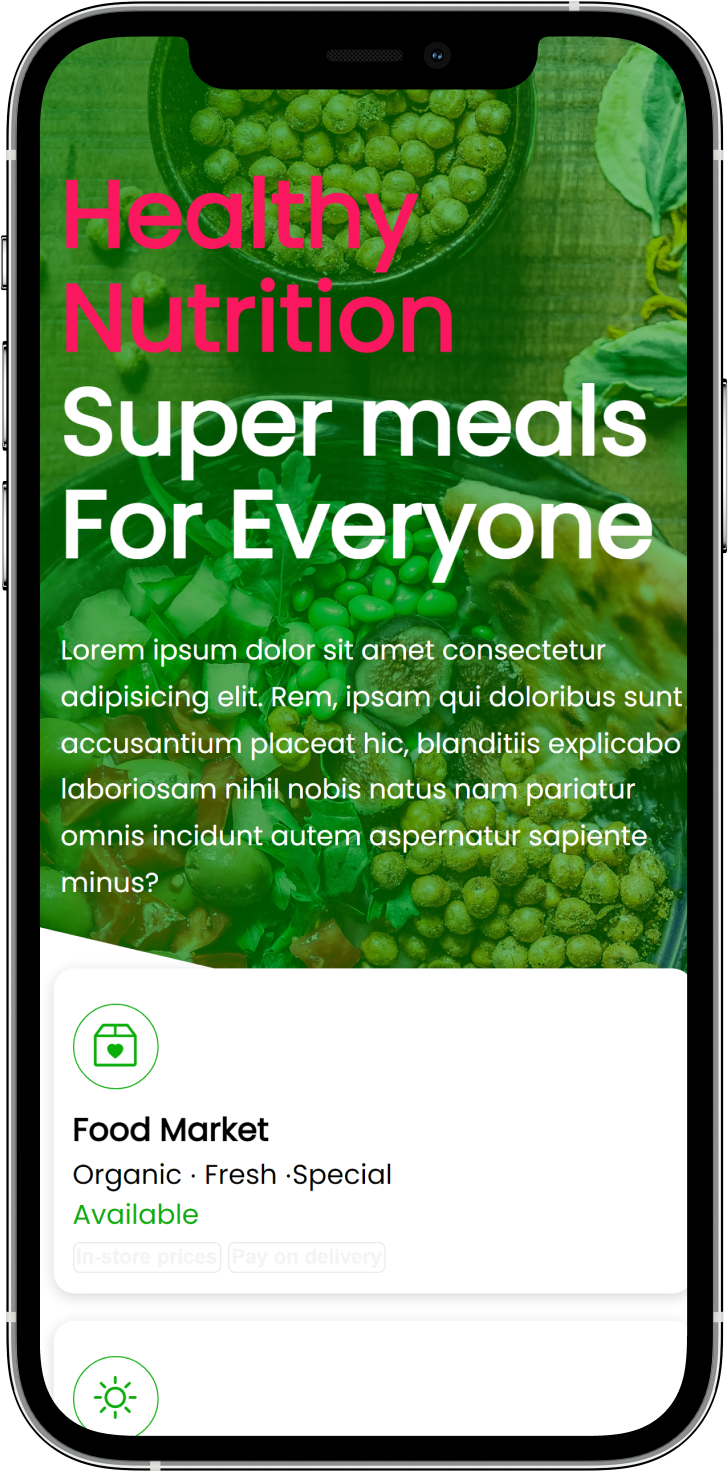 Healthy
Nutrition
Super meals
For Everyone
Lorem ipsum dolor sit amet consectetur
adipisicing elit. Rem, ipsam qui doloribus sunt
accusantium placeat hic, blanditiis explicabo
laboriosam nihil nobis natus nam pariatur
omnis incidunt autem aspernatur sapiente
minus?
Food Market
Organic · Fresh ·Special
Available
In-store prices Pay on delivery